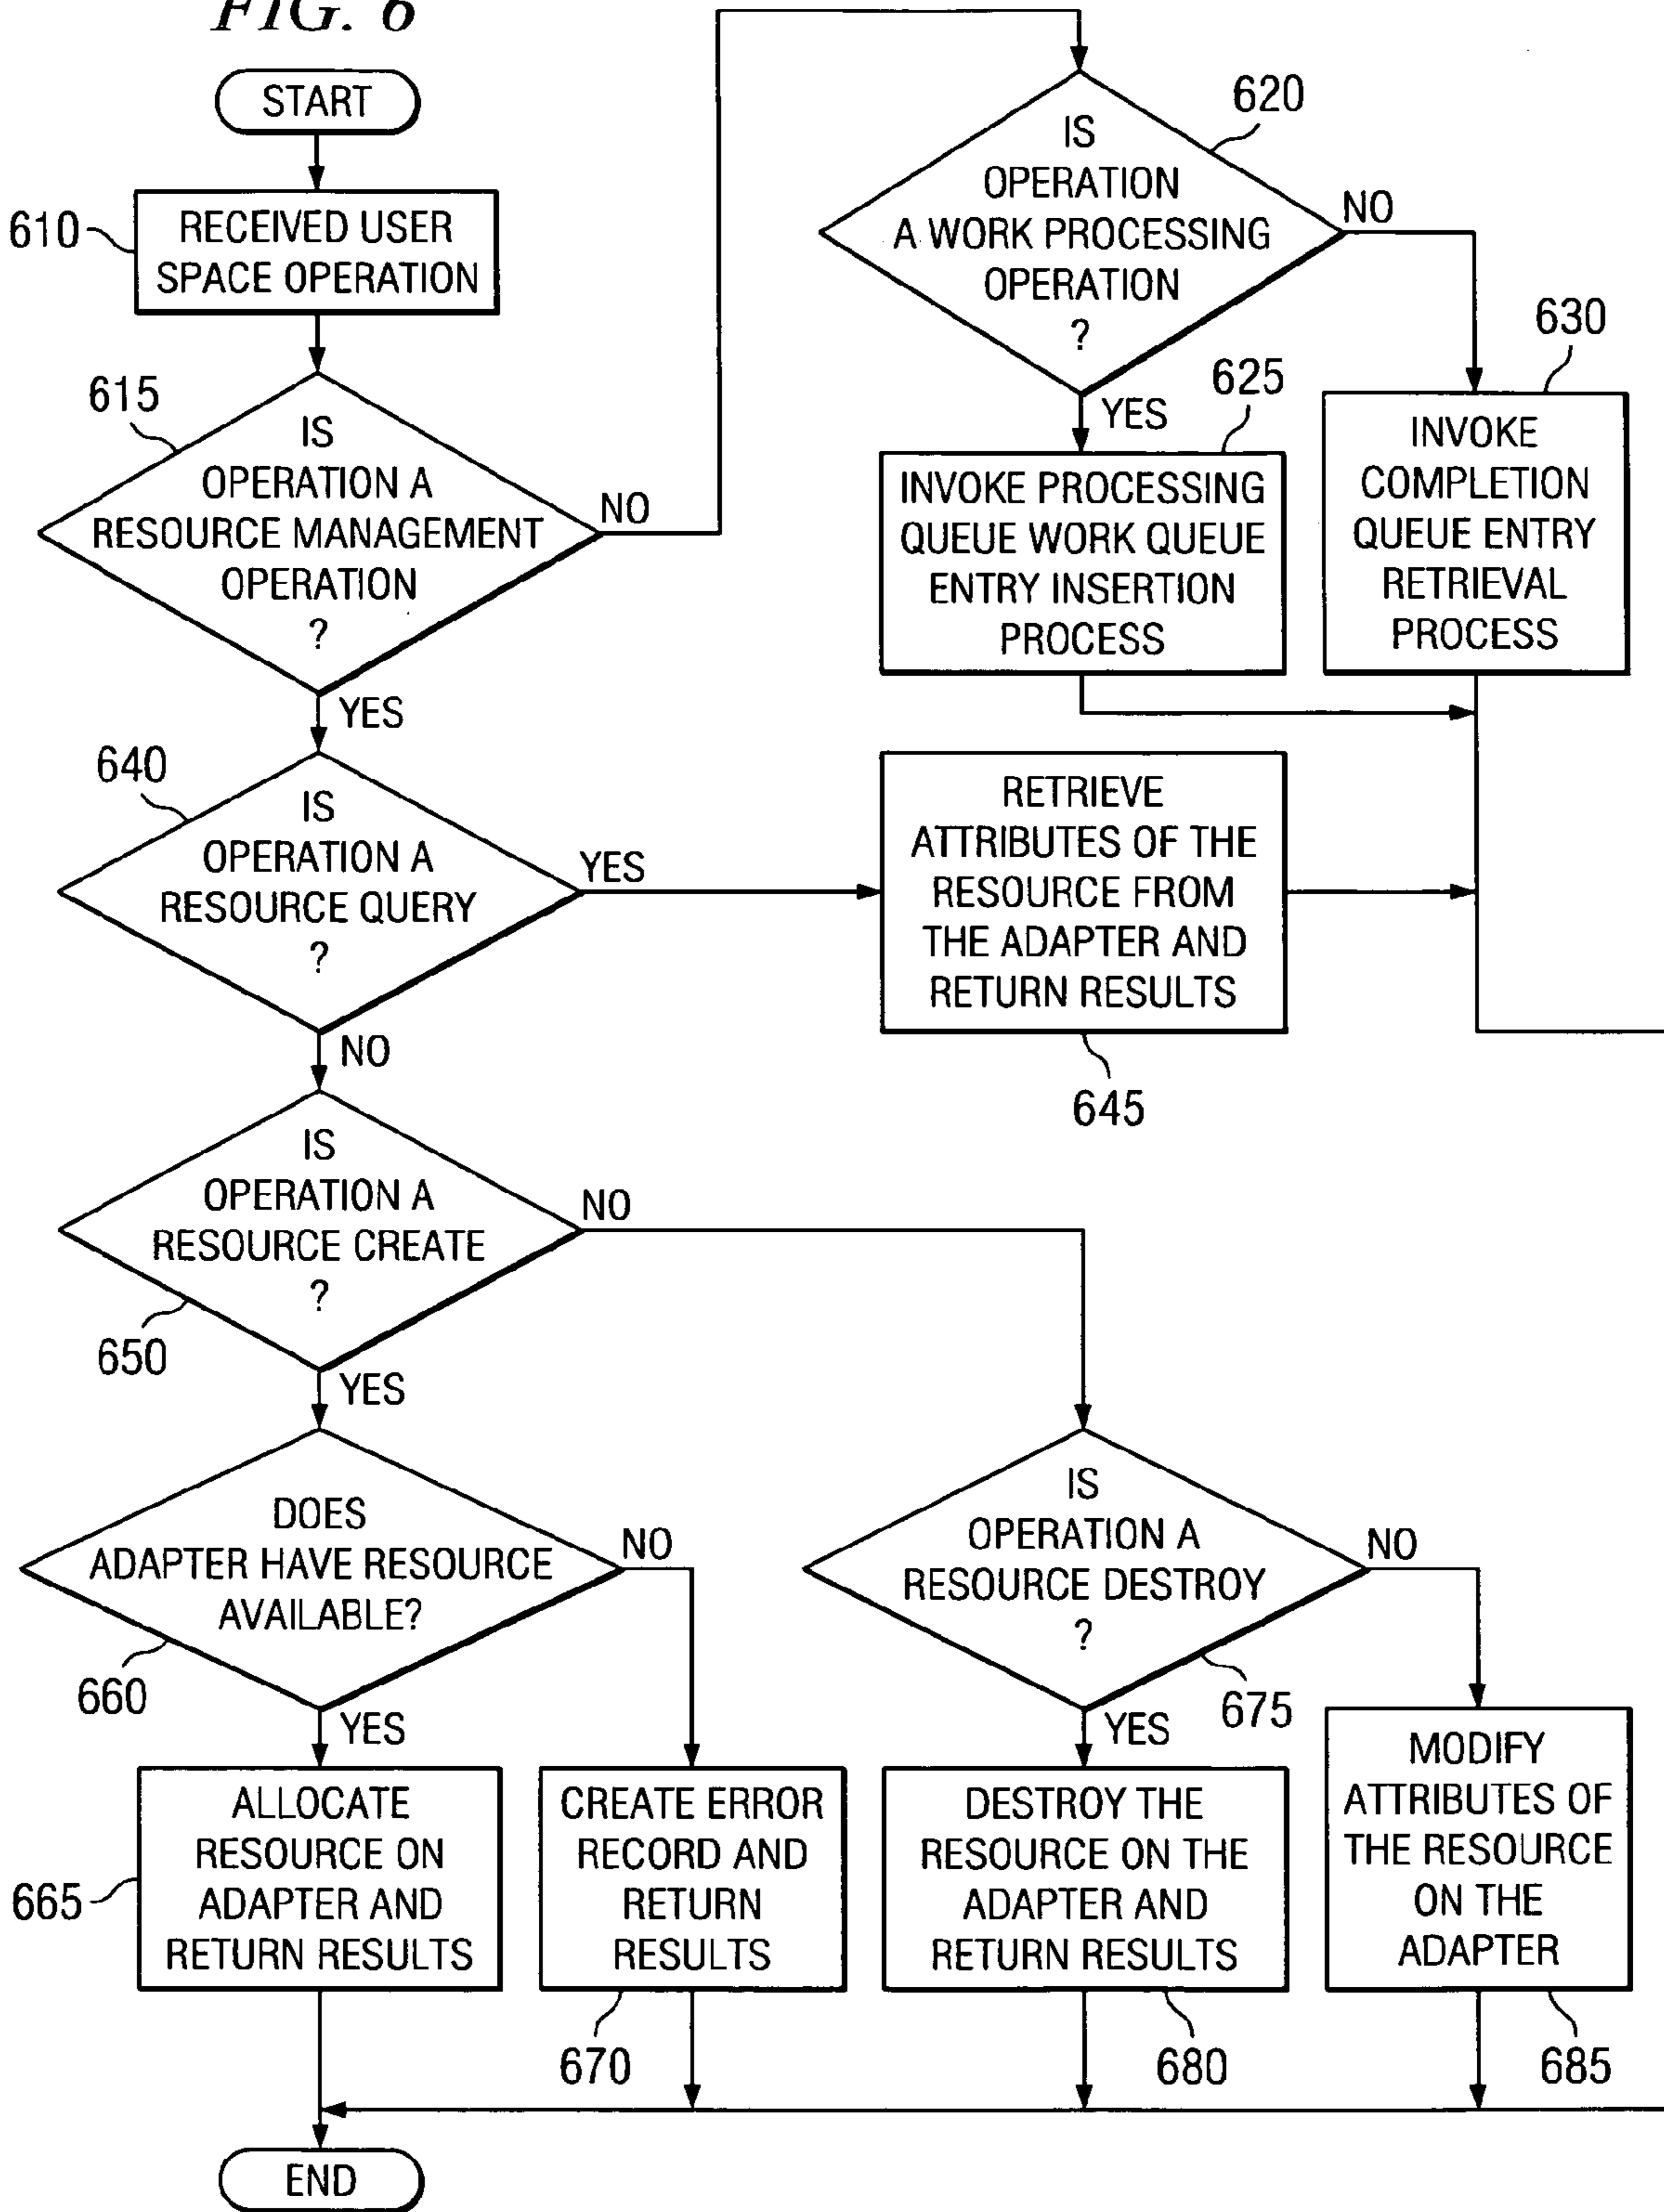 FIG. 6
START
610
RECEIVED USER
SPACE OPERATION
615
IS
OPERATION A
RESOURCE MANAGEMENT
OPERATION
?
NO
YES
620
IS
OPERATION
A WORK PROCESSING
OPERATION
?
NO
YES
625
INVOKE PROCESSING
QUEUE WORK QUEUE
ENTRY INSERTION
PROCESS
630
INVOKE
COMPLETION
QUEUE ENTRY
RETRIEVAL
PROCESS
640
IS
OPERATION A
RESOURCE QUERY
?
YES
NO
RETRIEVE
ATTRIBUTES OF THE
RESOURCE FROM
THE ADAPTER AND
RETURN RESULTS
645
IS
OPERATION A
RESOURCE CREATE
?
650
NO
YES
DOES
ADAPTER HAVE RESOURCE
AVAILABLE?
660
NO
YES
IS
OPERATION A
RESOURCE DESTROY
?
675
NO
YES
665
ALLOCATE
RESOURCE ON
ADAPTER AND
RETURN RESULTS
CREATE ERROR
RECORD AND
RETURN
RESULTS
670
DESTROY THE
RESOURCE ON THE
ADAPTER AND
RETURN RESULTS
680
MODIFY
ATTRIBUTES OF
THE RESOURCE
ON THE
ADAPTER
685
END